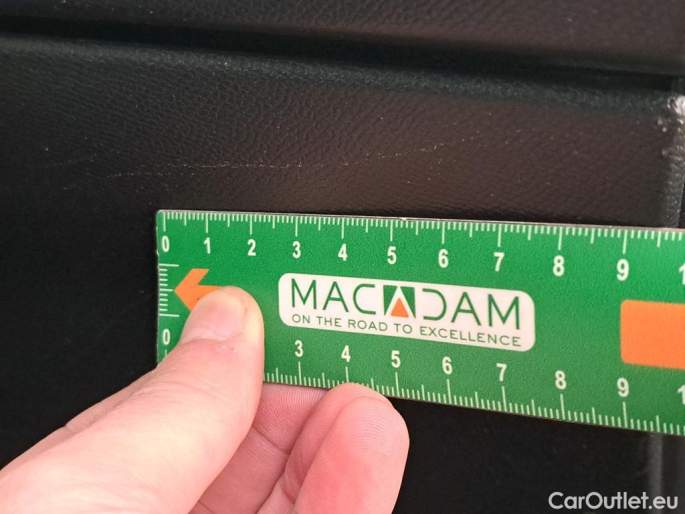 0 1 2 3 4 5 6 7 8 9 1
MACADAM
ON THE ROAD TO EXCELLENCE
0 3 4 5 6 7 8 9 1
CarOutlet.eu